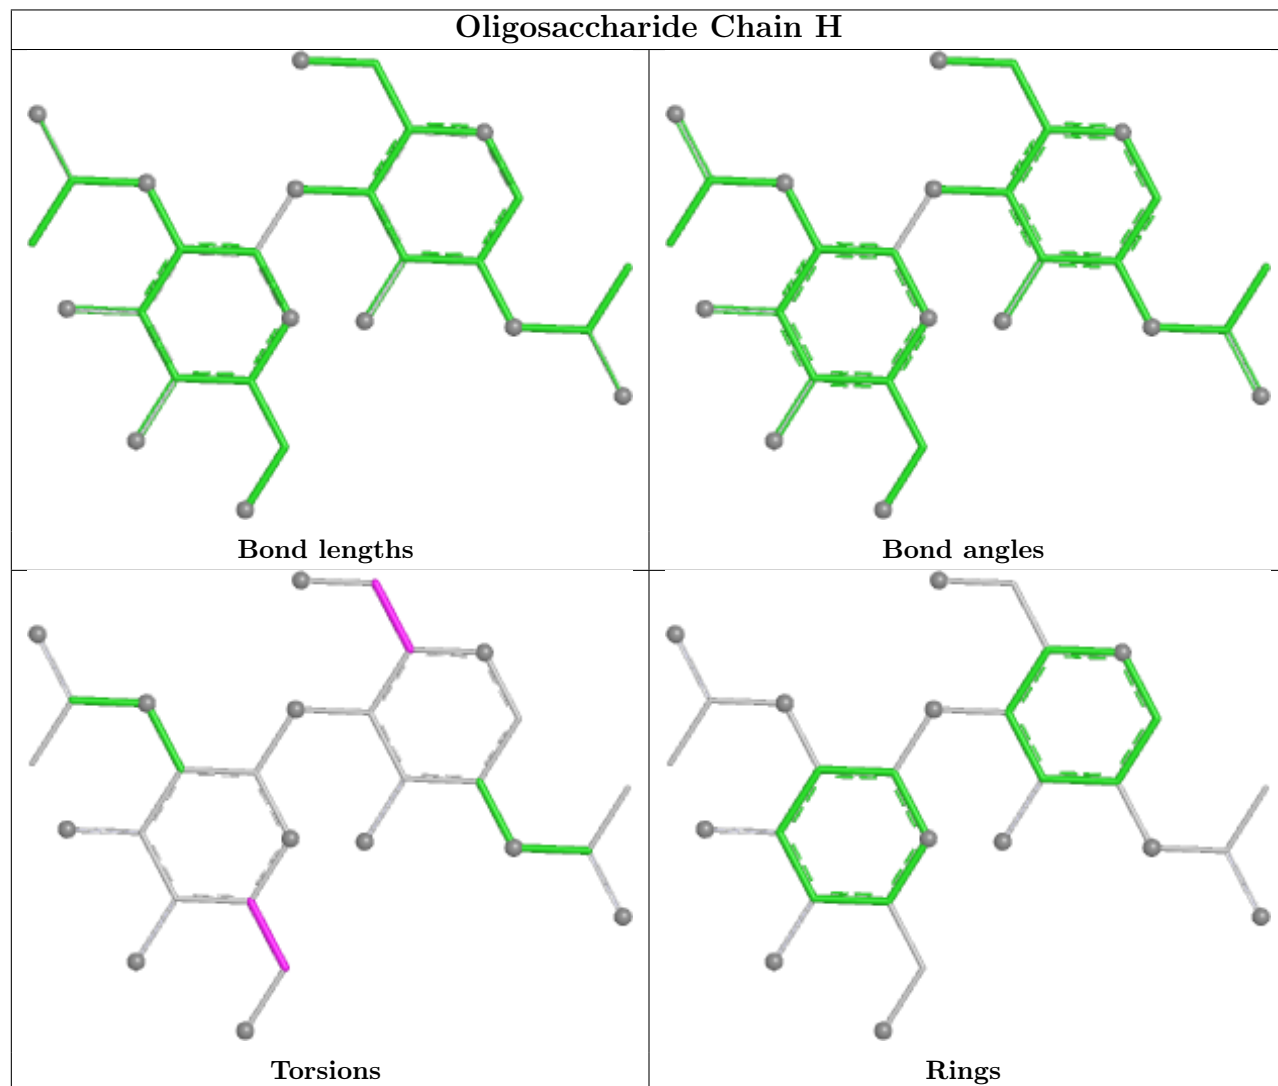 Oligosaccharide Chain H
Bond lengths
Bond angles
Torsions
Rings